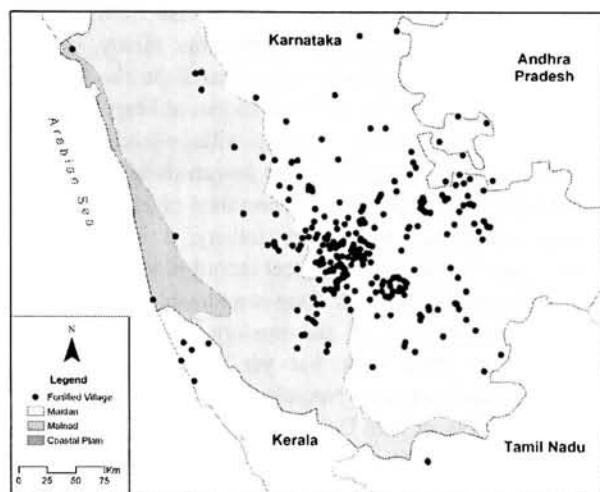 Karnataka
Andhra
Pradesh
Arabian Sea
N
Legend
Fortified Village
Maidan
Malnad
Coastal Plain
0 25 50 75 100
Km
Kerala
Tamil Nadu